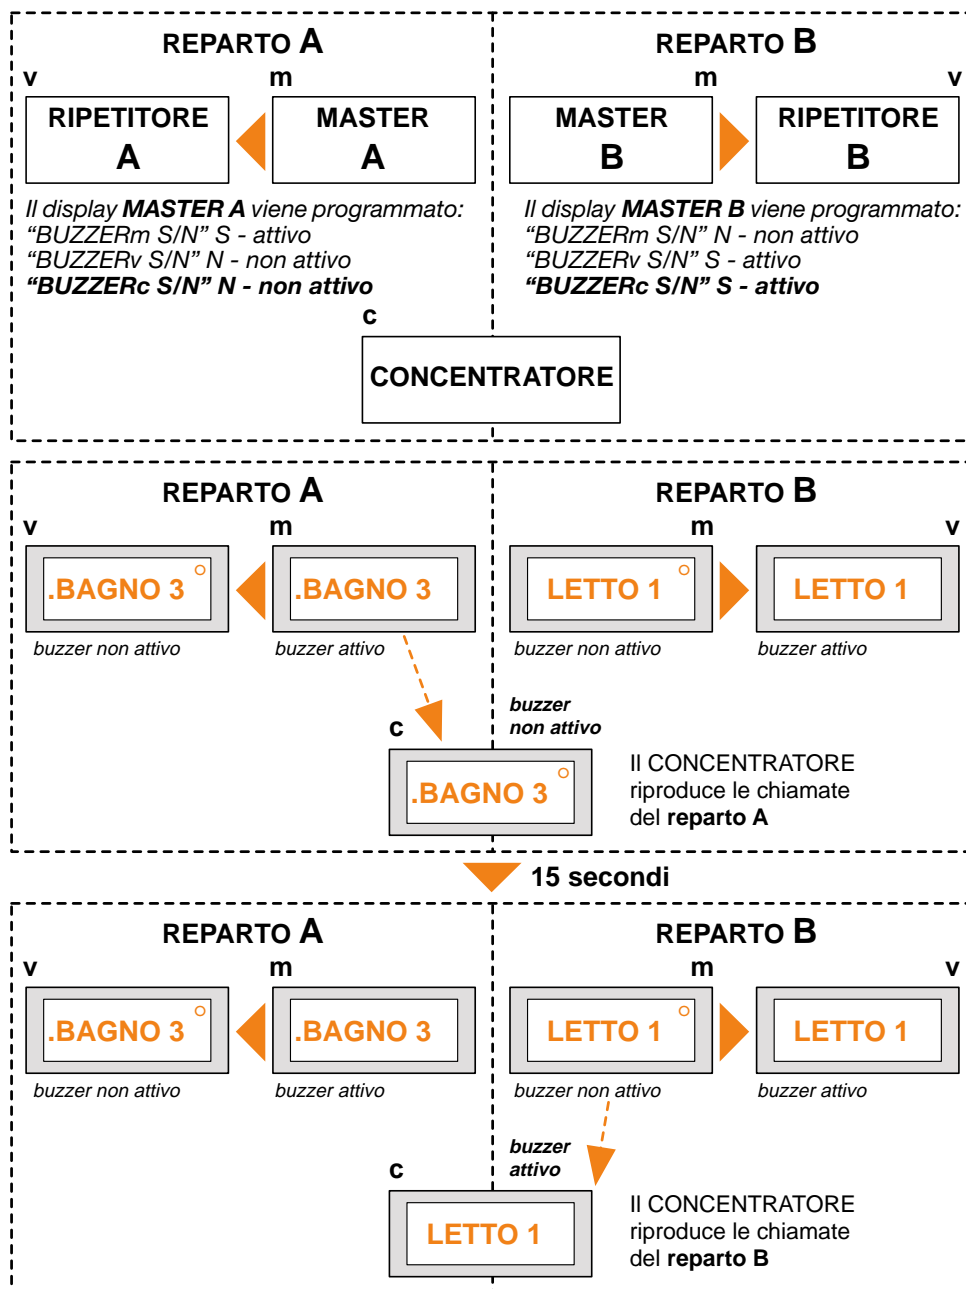 REPARTO A
v
m
RIPETITORE
A
MASTER
A
Il display MASTER A viene programmato:
“BUZZERm S/N” S - attivo
“BUZZERv S/N” N - non attivo
“BUZZERc S/N” N - non attivo
REPARTO B
m
v
MASTER
B
RIPETITORE
B
Il display MASTER B viene programmato:
“BUZZERm S/N” N - non attivo
“BUZZERv S/N” S - attivo
“BUZZERc S/N” S - attivo
c
CONCENTRATORE
REPARTO A
v
m
.BAGNO 3
.BAGNO 3
buzzer non attivo
buzzer attivo
REPARTO B
m
v
LETTO 1
LETTO 1
buzzer non attivo
buzzer attivo
buzzer
non attivo
c
.BAGNO 3
Il CONCENTRATORE
riproduce le chiamate
del reparto A
15 secondi
REPARTO A
v
m
.BAGNO 3
.BAGNO 3
buzzer non attivo
buzzer attivo
REPARTO B
m
v
LETTO 1
LETTO 1
buzzer non attivo
buzzer attivo
buzzer
attivo
c
LETTO 1
Il CONCENTRATORE
riproduce le chiamate
del reparto B